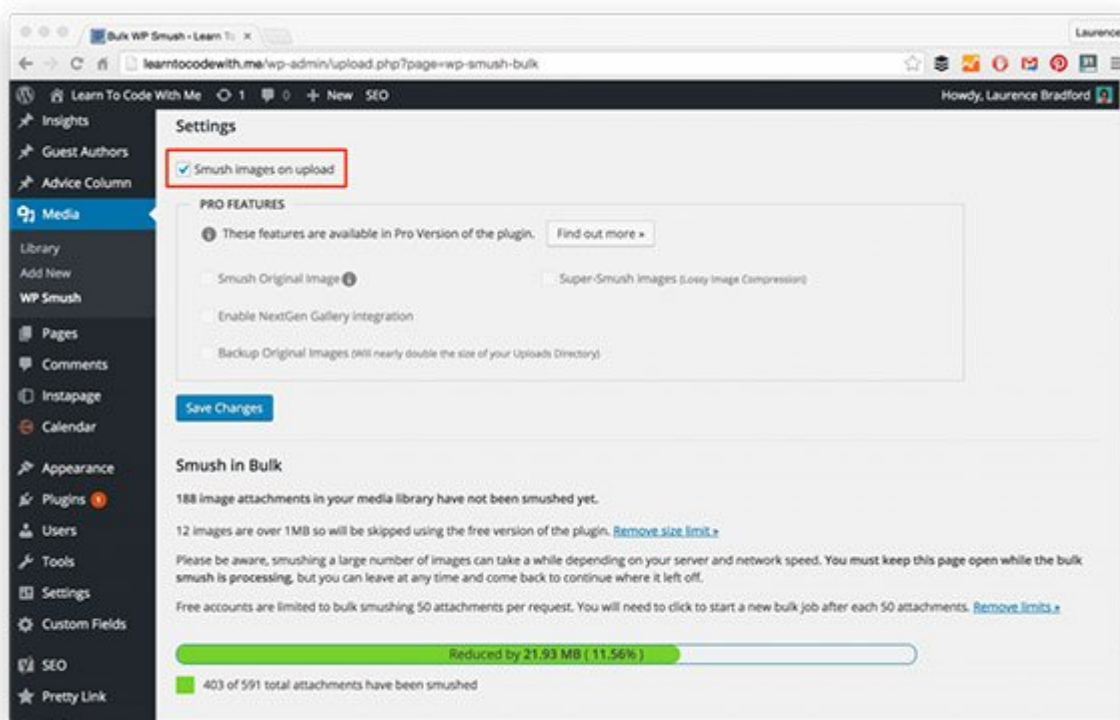 Bulk WP Smush - Learn To
Laurence
learntocodewith.me/wp-admin/upload.php?page=wp-smush-bulk
Learn To Code With Me 1 0 + New SEO Howdy, Laurence Bradford
Insights
Guest Authors
Advice Column
Media
Library
Add New
WP Smush
Pages
Comments
Instapage
Calendar
Appearance
Plugins 1
Users
Tools
Settings
Custom Fields
SEO
Pretty Link
Settings
Smush images on upload
PRO FEATURES
These features are available in Pro Version of the plugin. Find out more »
Smush Original Image Super-Smush images (Lossy Image Compression)
Enable NextGen Gallery integration
Backup Original Images (Will nearly double the size of your Uploads Directory)
Save Changes
Smush in Bulk
188 image attachments in your media library have not been smushed yet.
12 images are over 1MB so will be skipped using the free version of the plugin. Remove size limit »
Please be aware, smushing a large number of images can take a while depending on your server and network speed. You must keep this page open while the bulk
smush is processing, but you can leave at any time and come back to continue where it left off.
Free accounts are limited to bulk smushing 50 attachments per request. You will need to click to start a new bulk job after each 50 attachments. Remove limits »
Reduced by 21.93 MB ( 11.56% )
403 of 591 total attachments have been smushed